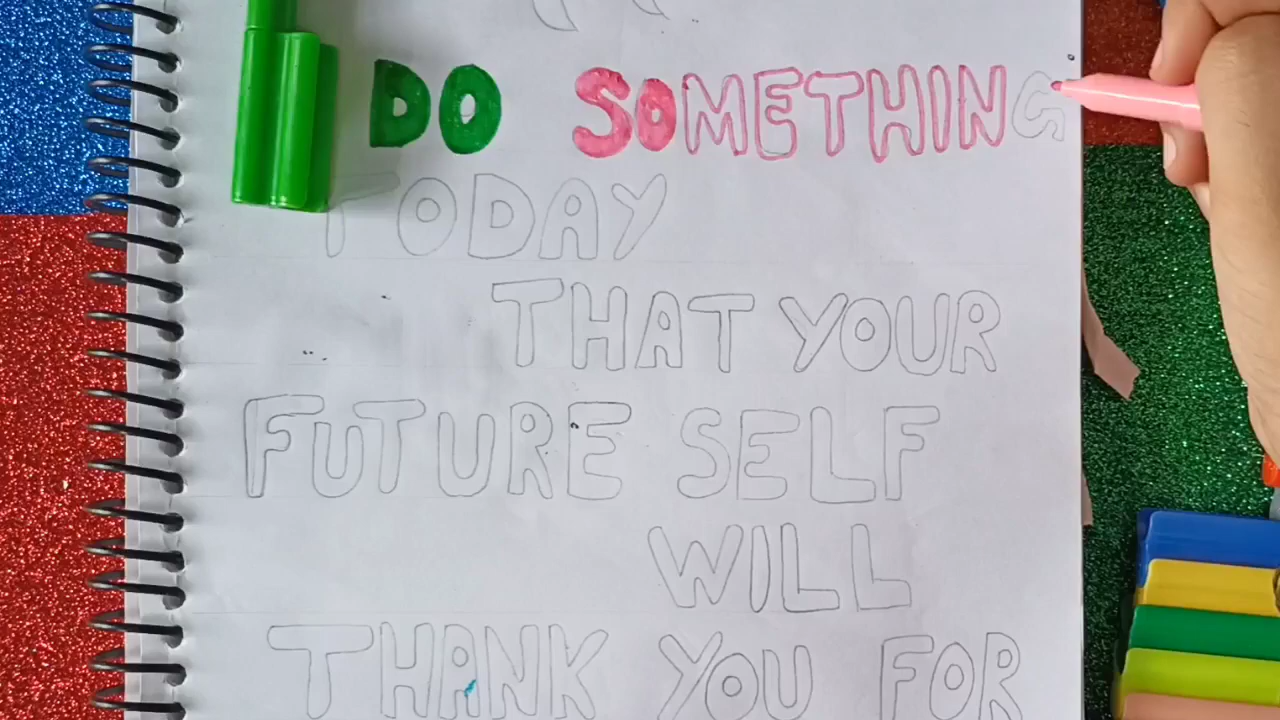 DO SOMETHING
TODAY
THAT YOUR
FUTURE SELF
WILL
THANK YOU FOR